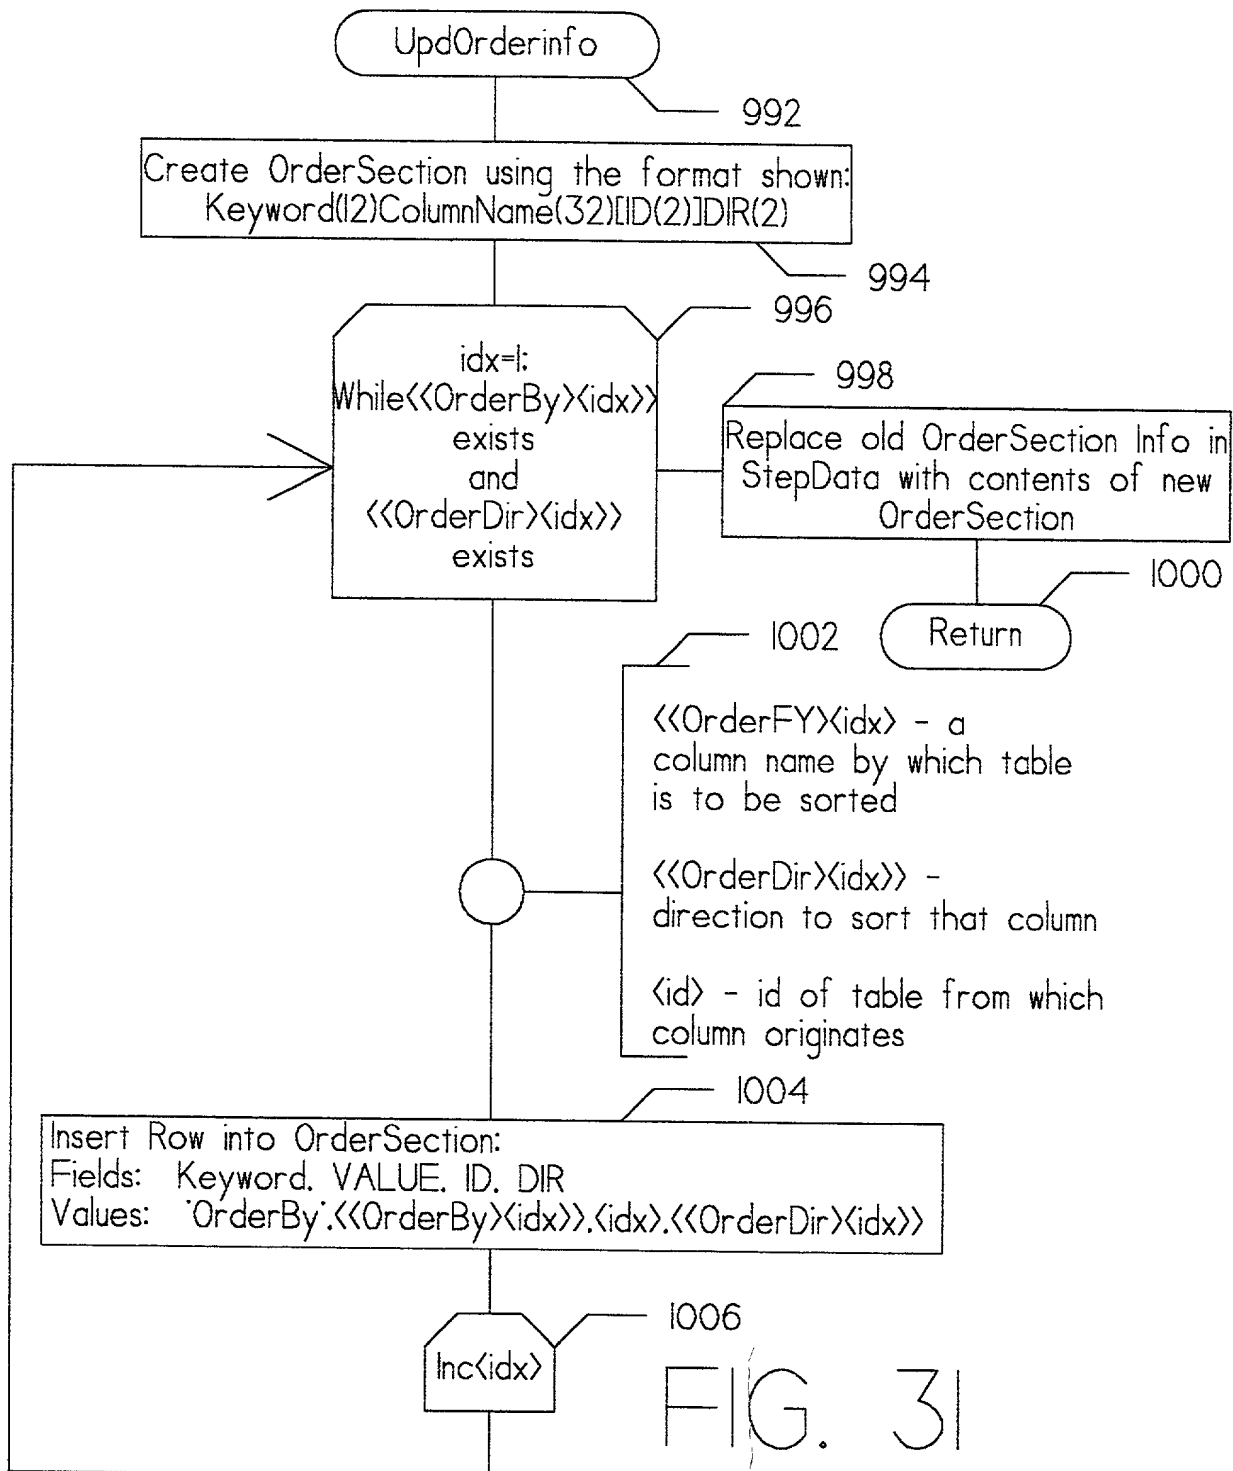 UpdOrderinfo
992
Create OrderSection using the format shown:
Keyword(12)ColumnName(32)[ID(2)]DIR(2)
994
996
idx=1:
While<<OrderBy><idx>>
exists
and
<<OrderDir><idx>>
exists
998
Replace old OrderSection Info in
StepData with contents of new
OrderSection
1000
Return
1002
<<OrderFY><idx> - a
column name by which table
is to be sorted
<<OrderDir><idx>> -
direction to sort that column
<id> - id of table from which
column originates
1004
Insert Row into OrderSection:
Fields: Keyword. VALUE. ID. DIR
Values: 'OrderBy'.<<OrderBy><idx>>.<idx>.<<OrderDir><idx>>
1006
Inc<idx>
FIG. 31